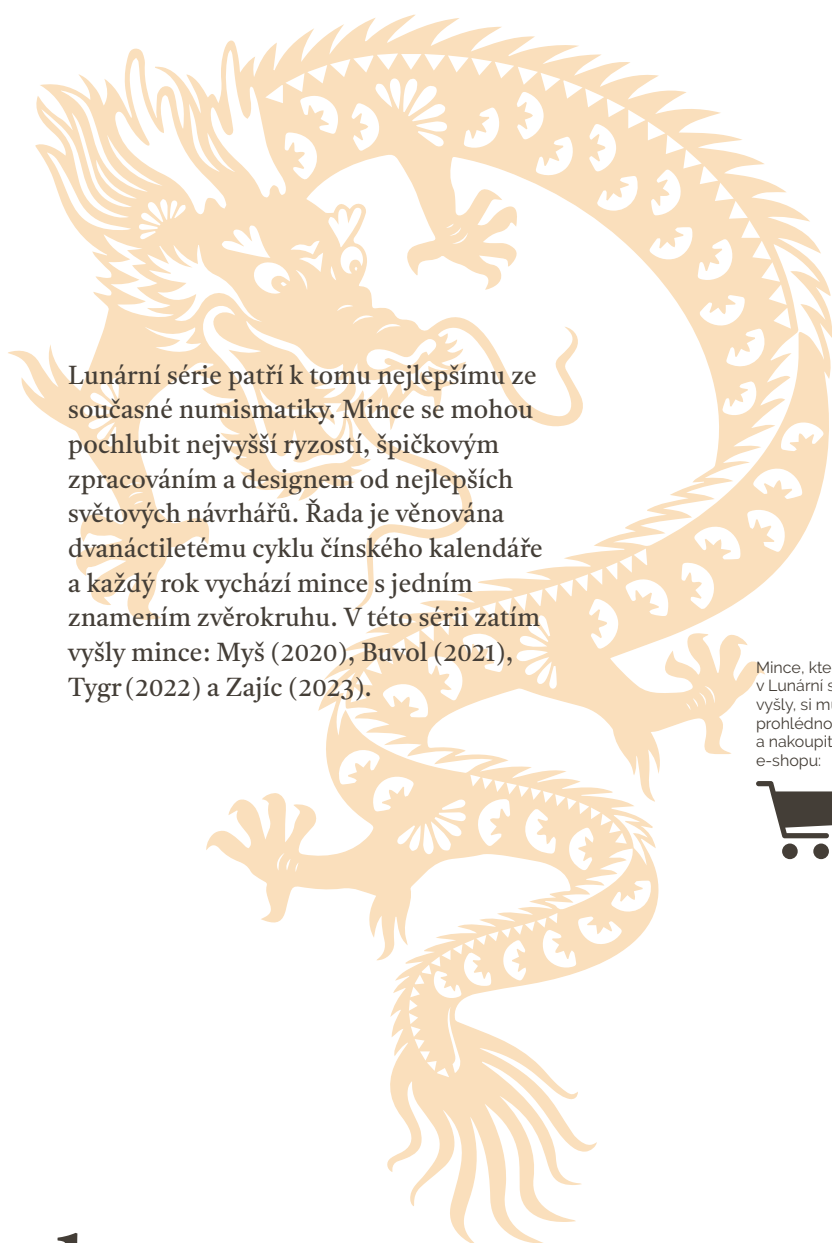 Lunární série patří k tomu nejlepšímu ze
současné numismatiky. Mince se mohou
pochlubit nejvyšší ryzostí, špičkovým
zpracováním a designem od nejlepších
světových návrhářů. Řada je věnována
dvanáctiletému cyklu čínského kalendáře
a každý rok vychází mince s jedním
znamením zvěrokruhu. V této sérii zatím
vyšly mince: Myš (2020), Buvol (2021),
Tygr (2022) a Zajíc (2023).
Mince, kte
v Lunární s
vyšly, si m
prohlédno
a nakoupit
e-shopu: